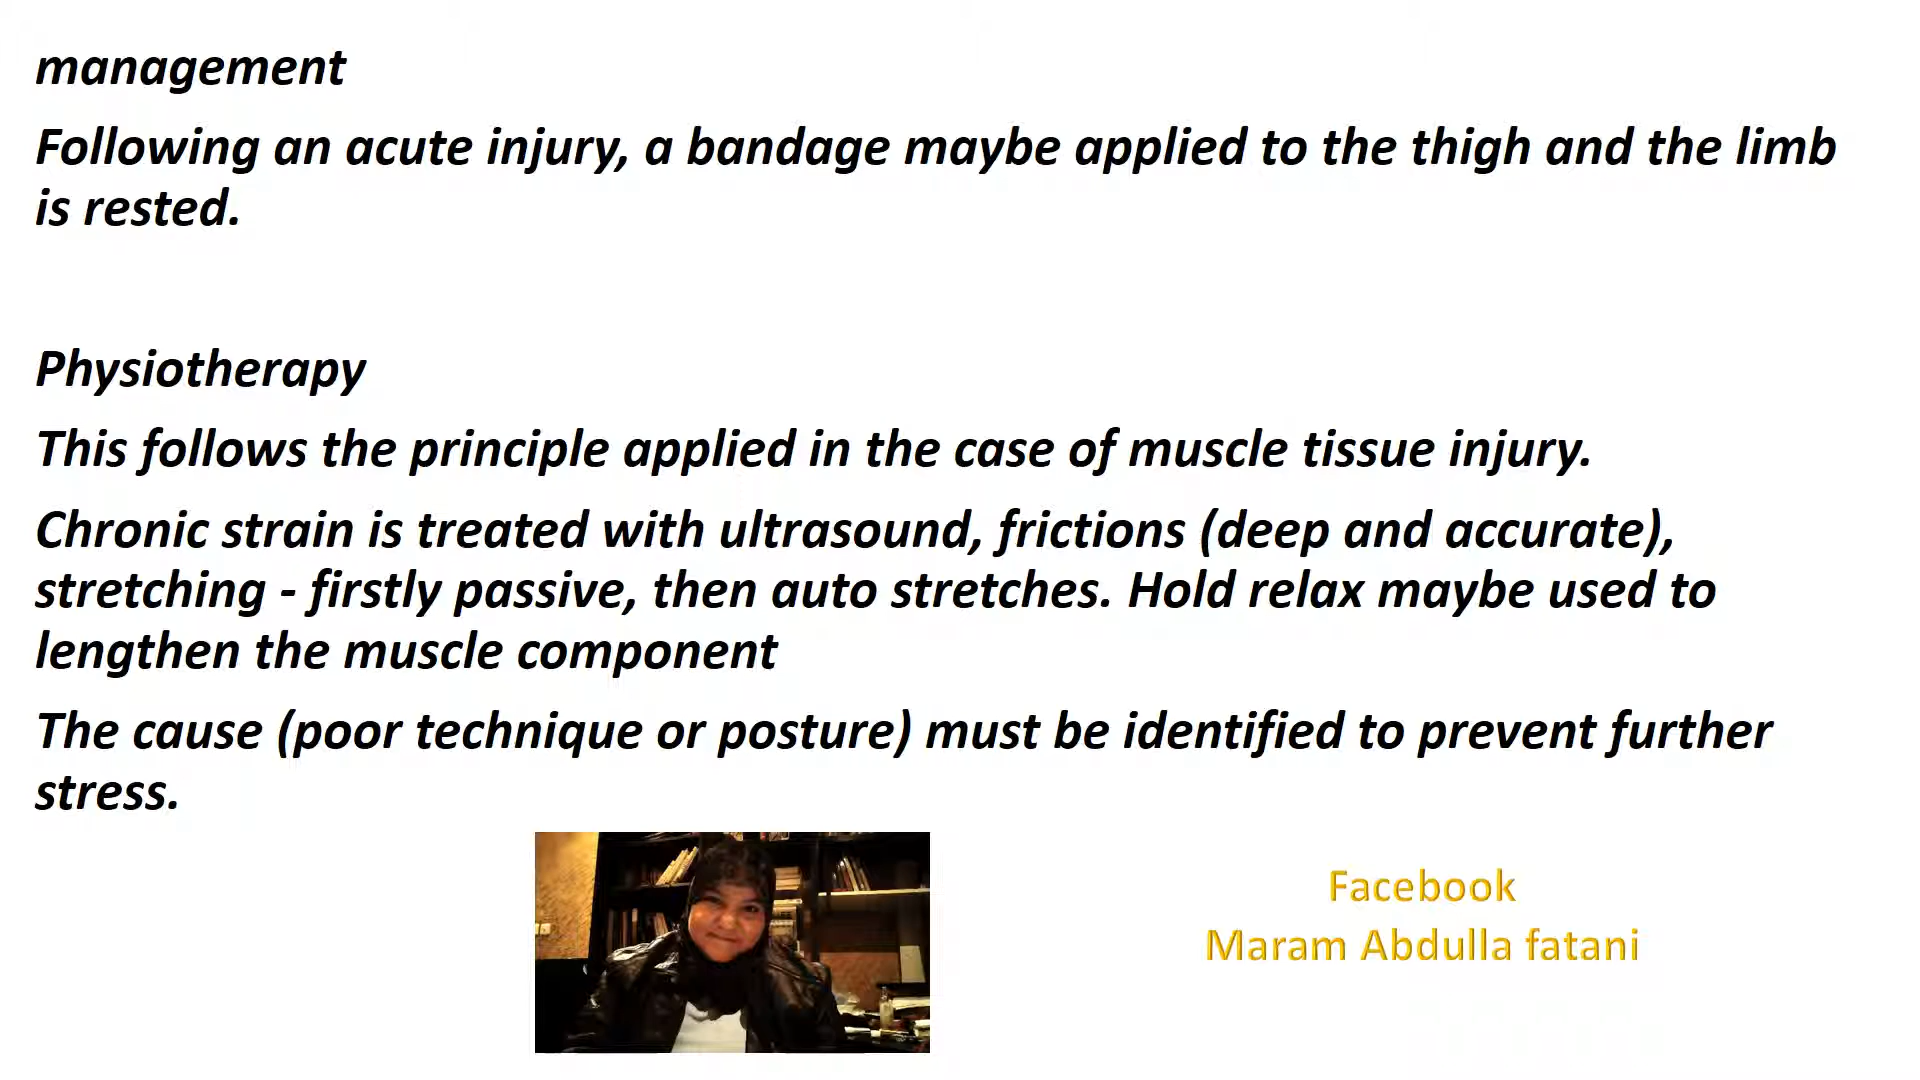 management
Following an acute injury, a bandage maybe applied to the thigh and the limb
is rested.
Physiotherapy
This follows the principle applied in the case of muscle tissue injury.
Chronic strain is treated with ultrasound, frictions (deep and accurate),
stretching - firstly passive, then auto stretches. Hold relax maybe used to
lengthen the muscle component
The cause (poor technique or posture) must be identified to prevent further
stress.
Facebook
Maram Abdulla fatani